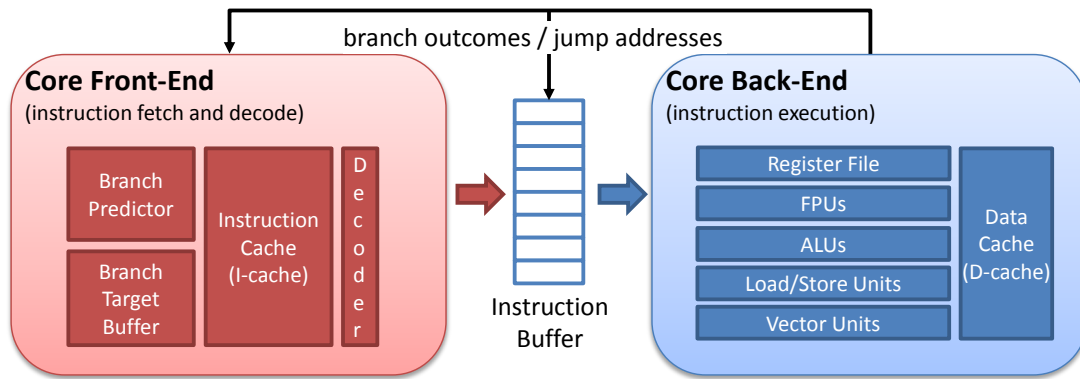 branch outcomes / jump addresses
Core Front-End
(instruction fetch and decode)
Branch
Predictor
Branch
Target
Buffer
Instruction
Cache
(I-cache)
D
e
c
o
d
e
r
Instruction
Buffer
Core Back-End
(instruction execution)
Register File
FPUs
ALUs
Load/Store Units
Vector Units
Data
Cache
(D-cache)